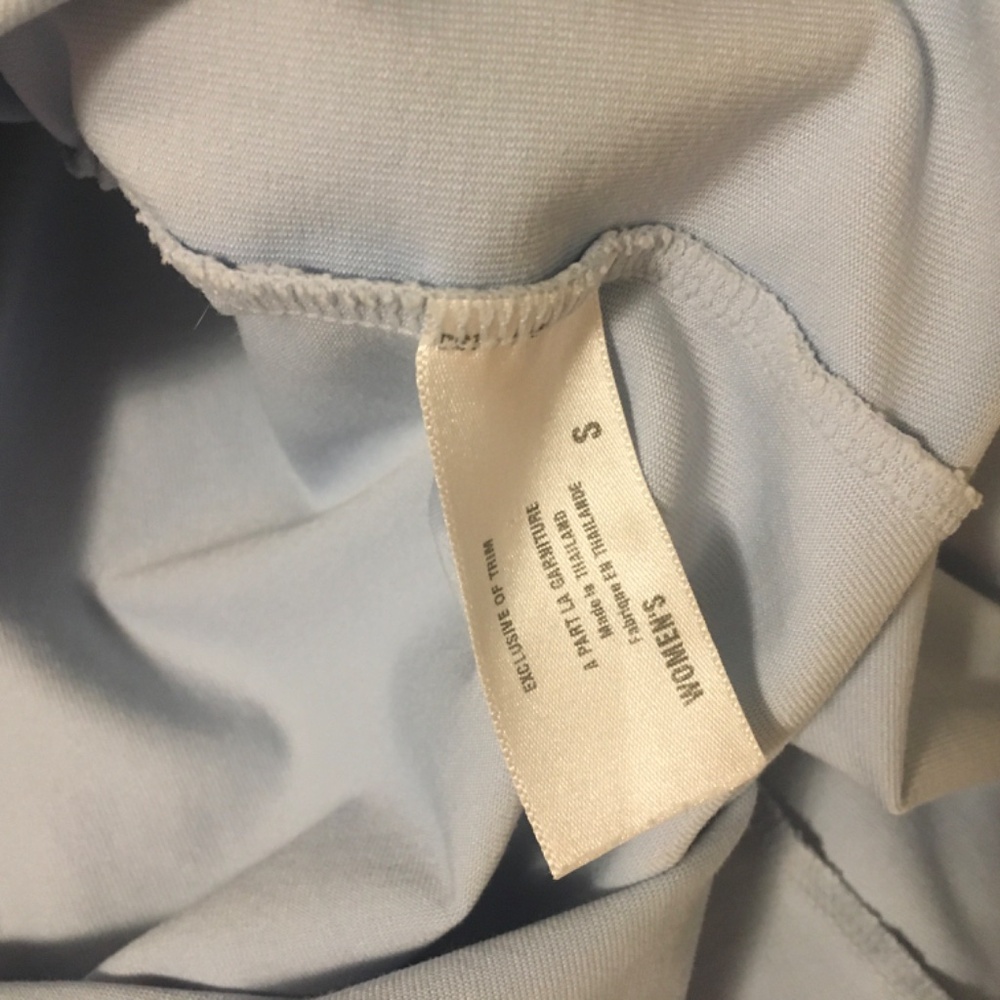 EXCLUSIVE OF TRIM
A PART LA GARNITURE
Made in THAILAND
Fabriqué EN THAILANDE
WOMEN'S S